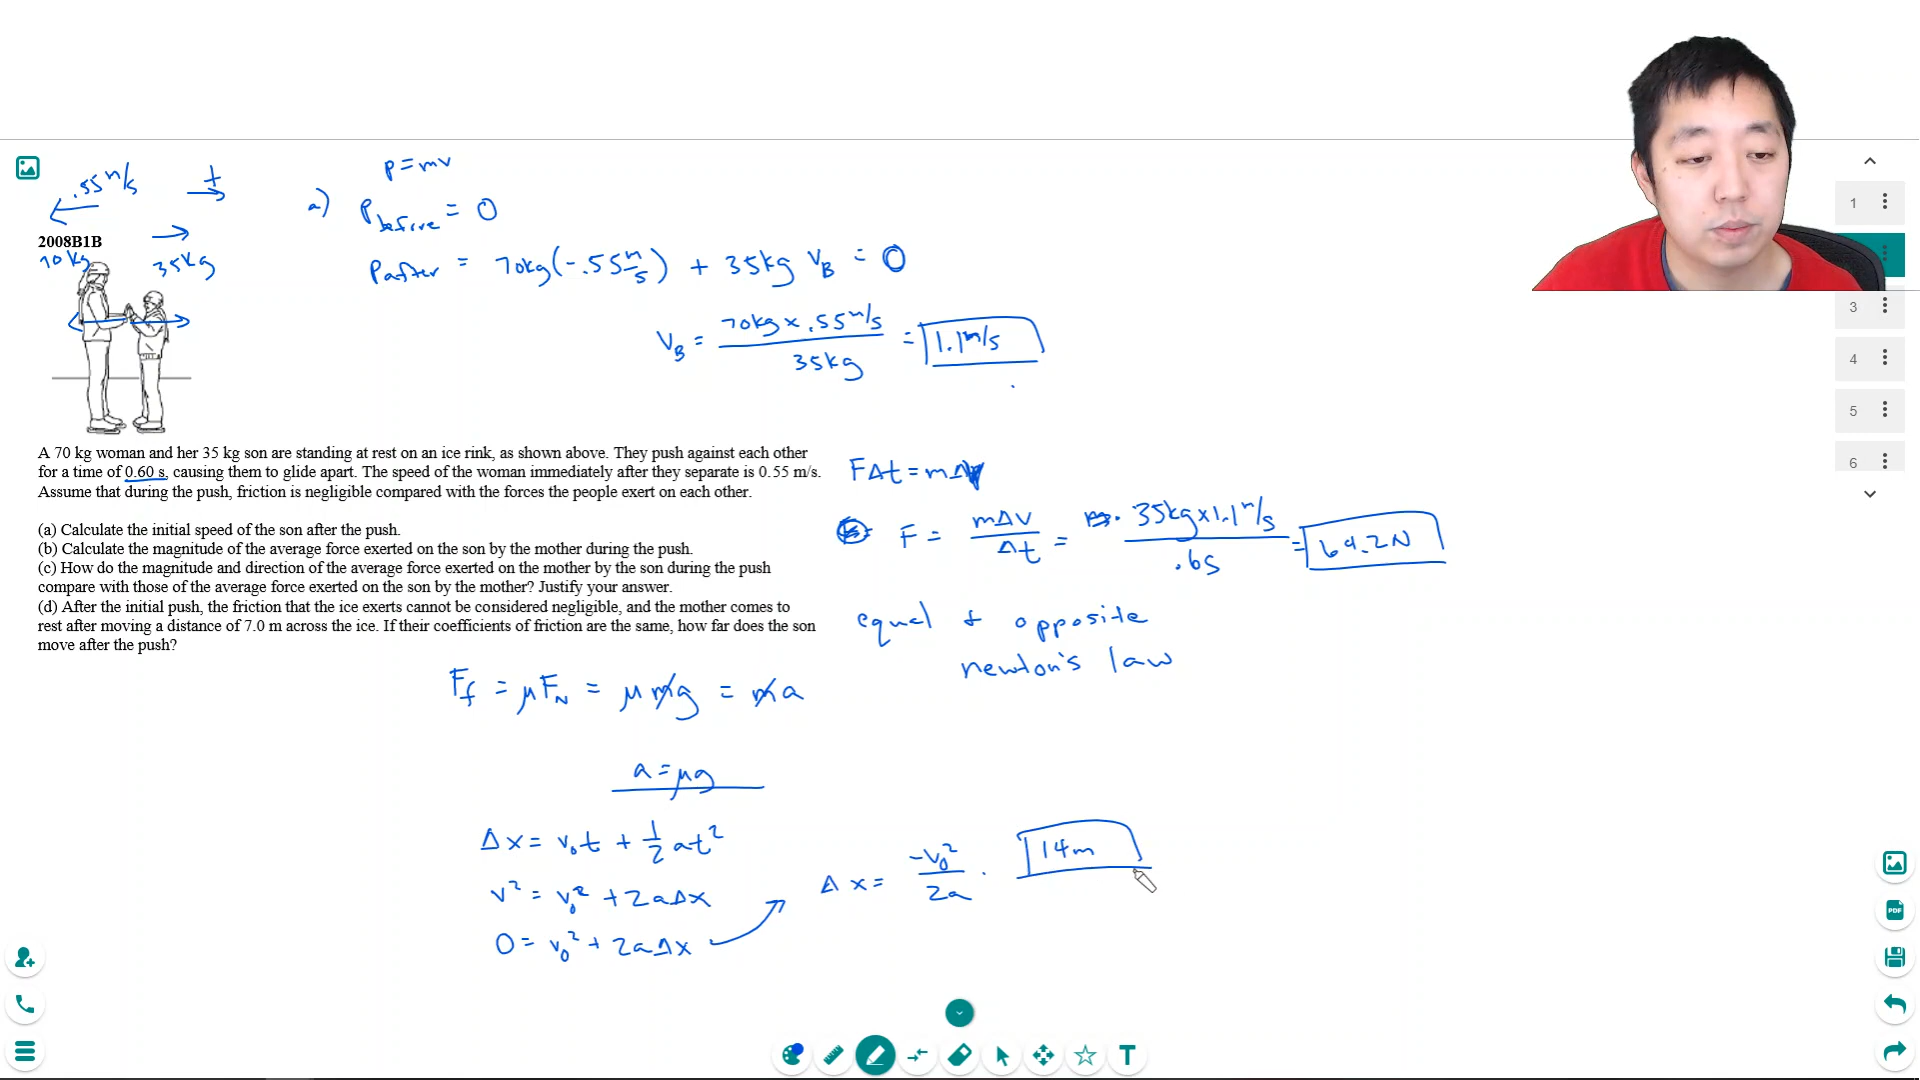 .55 m/s
+
2008B1B
70 kg
35kg
p = mv
a) Pbefore = 0
Pafter = 70kg(-.55 m/s) + 35kg VB = 0
VB = 70kg x .55 m/s / 35kg = 1.1 m/s
A 70 kg woman and her 35 kg son are standing at rest on an ice rink, as shown above. They push against each other
for a time of 0.60 s, causing them to glide apart. The speed of the woman immediately after they separate is 0.55 m/s.
Assume that during the push, friction is negligible compared with the forces the people exert on each other.
(a) Calculate the initial speed of the son after the push.
(b) Calculate the magnitude of the average force exerted on the son by the mother during the push.
(c) How do the magnitude and direction of the average force exerted on the mother by the son during the push
compare with those of the average force exerted on the son by the mother? Justify your answer.
(d) After the initial push, the friction that the ice exerts cannot be considered negligible, and the mother comes to
rest after moving a distance of 7.0 m across the ice. If their coefficients of friction are the same, how far does the son
move after the push?
FΔt = mΔv
F = mΔv / Δt = 35kg x 1.1 m/s / .6s = 64.2N
equal + opposite
newton's law
Ff = μFN = μmg = ma
a = μg
Δx = v0t + 1/2 at²
v² = v0² + 2aΔx
0 = v0² + 2aΔx
Δx = -v0² / 2a
14m
1
3
4
5
6
PDF
T